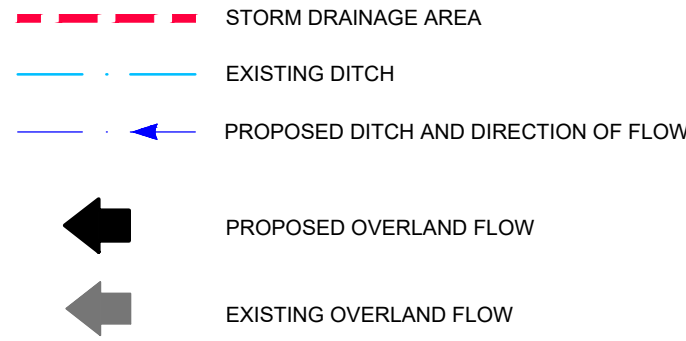 STORM DRAINAGE AREA
EXISTING DITCH
PROPOSED DITCH AND DIRECTION OF FLOW
PROPOSED OVERLAND FLOW
EXISTING OVERLAND FLOW